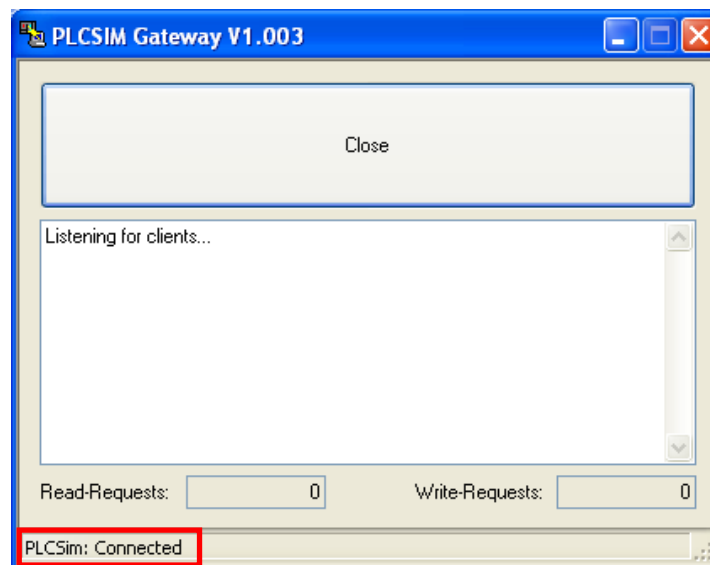 PLCSIM Gateway V1.003
Close
Listening for clients...
Read-Requests: 0 Write-Requests: 0
PLCSim: Connected